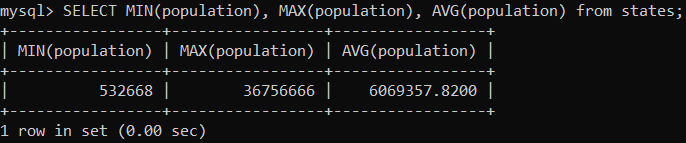 mysql> SELECT MIN(population), MAX(population), AVG(population) from states;
+-----------------+-----------------+-----------------+
| MIN(population) | MAX(population) | AVG(population) |
+-----------------+-----------------+-----------------+
|          532668 |        36756666 |    6069357.8200 |
+-----------------+-----------------+-----------------+
1 row in set (0.00 sec)